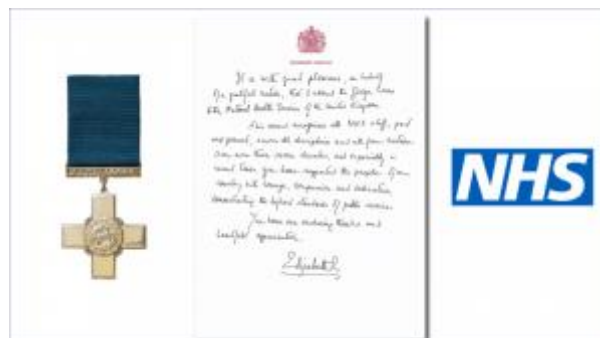 It is with great pleasure, on behalf
of a grateful nation, that I award the George Cross
to the National Health Services of the United Kingdom.
This award recognises all NHS staff, past
and present, across all disciplines and all four nations.
Over more than seven decades, and especially in
recent times, you have supported the people of our
country with courage, compassion and dedication,
demonstrating the highest standards of public service.
You have our enduring thanks and
heartfelt appreciation.
Elizabeth R
NHS